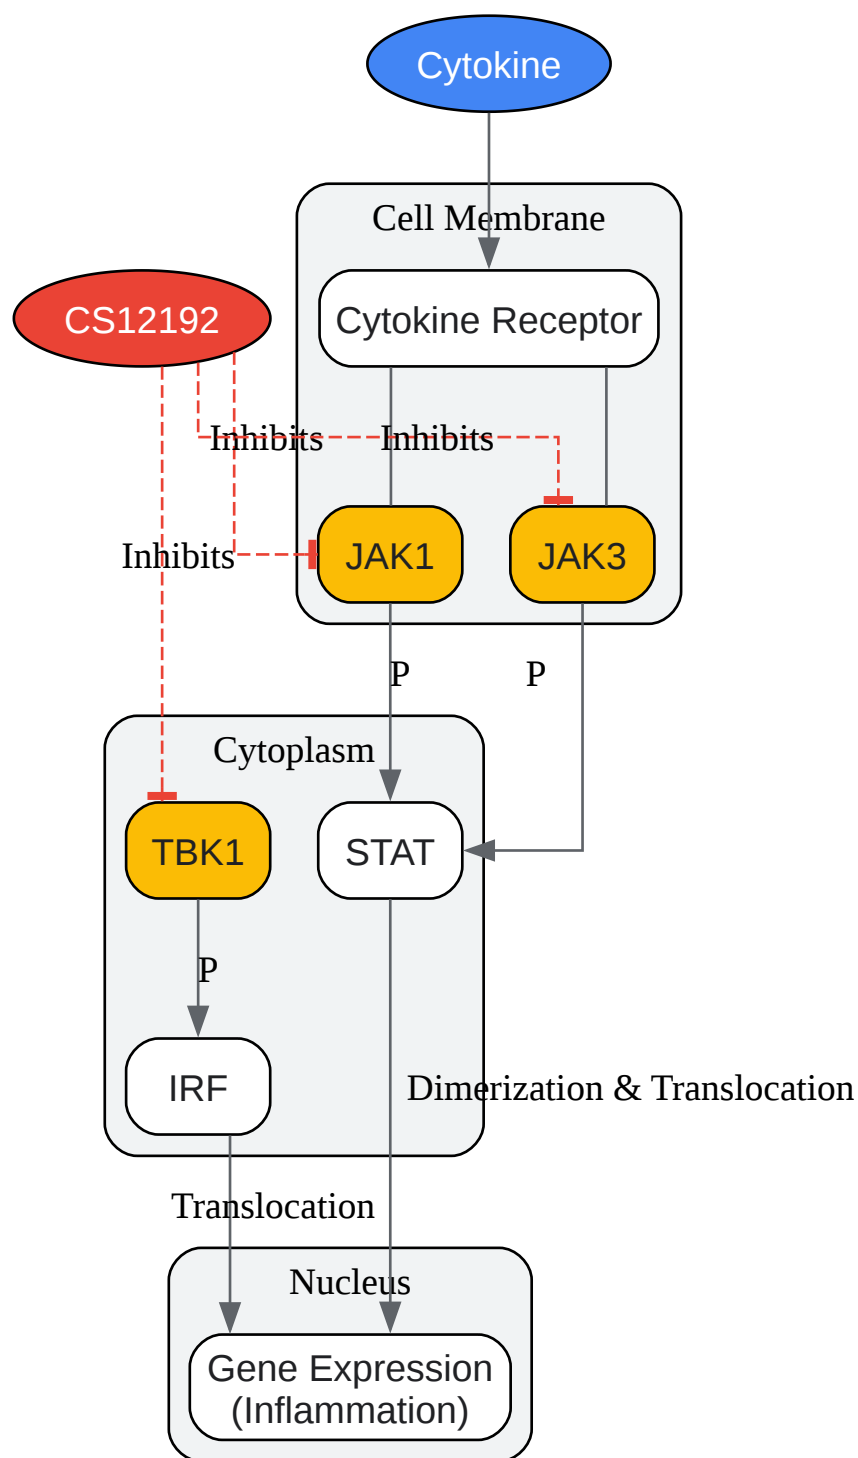 Cytokine
Cell Membrane
CS12192
Cytokine Receptor
Inhibits
Inhibits
Inhibits
JAK1
JAK3
P
P
Cytoplasm
TBK1
STAT
P
IRF
Dimerization & Translocation
Translocation
Nucleus
Gene Expression
(Inflammation)